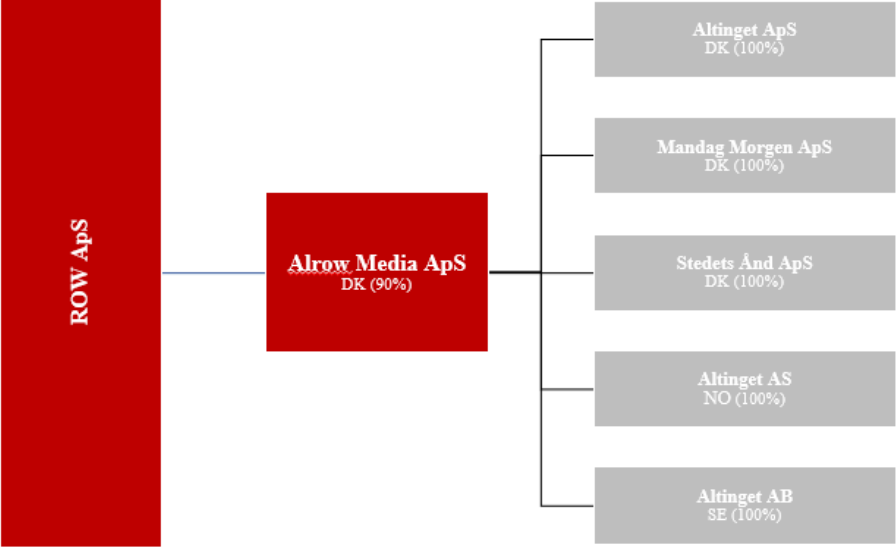 ROW ApS
Alrow Media ApS
DK (90%)
Altinget ApS
DK (100%)
Mandag Morgen ApS
DK (100%)
Stedets Ånd ApS
DK (100%)
Altinget AS
NO (100%)
Altinget AB
SE (100%)